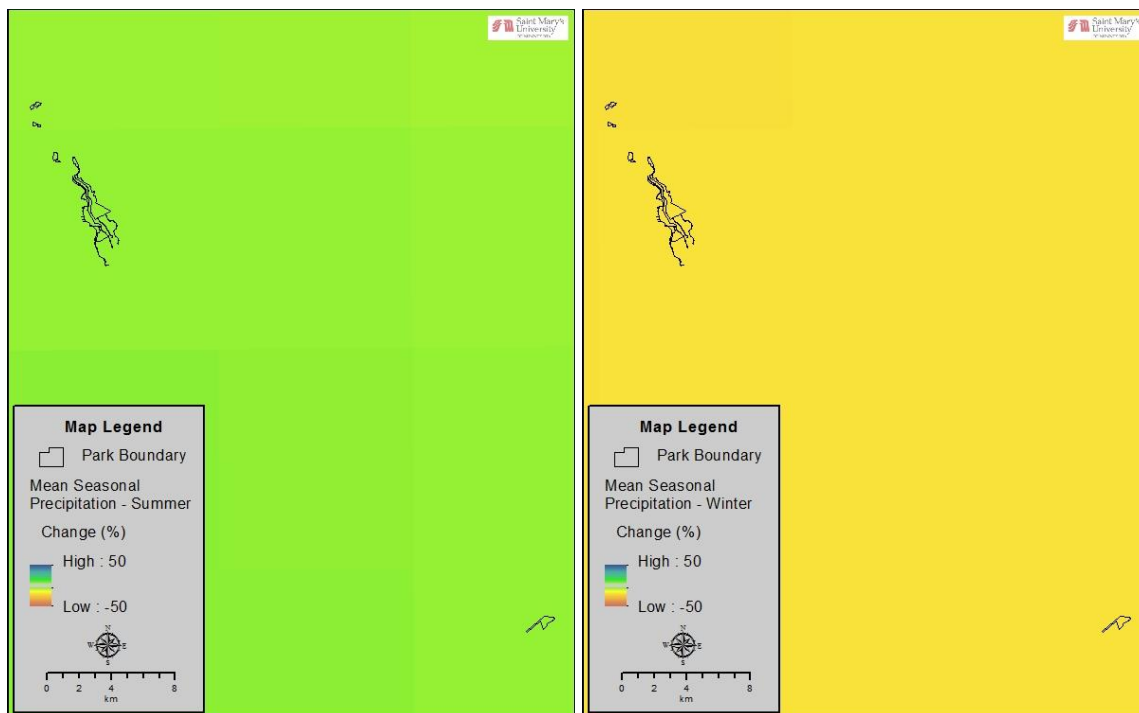 Saint Mary's
University
Map Legend
Park Boundary
Mean Seasonal
Precipitation - Summer
Change (%)
High : 50
Low : -50
N
W E
S
0 2 4 8
km
Saint Mary's
University
Map Legend
Park Boundary
Mean Seasonal
Precipitation - Winter
Change (%)
High : 50
Low : -50
N
W E
S
0 2 4 8
km